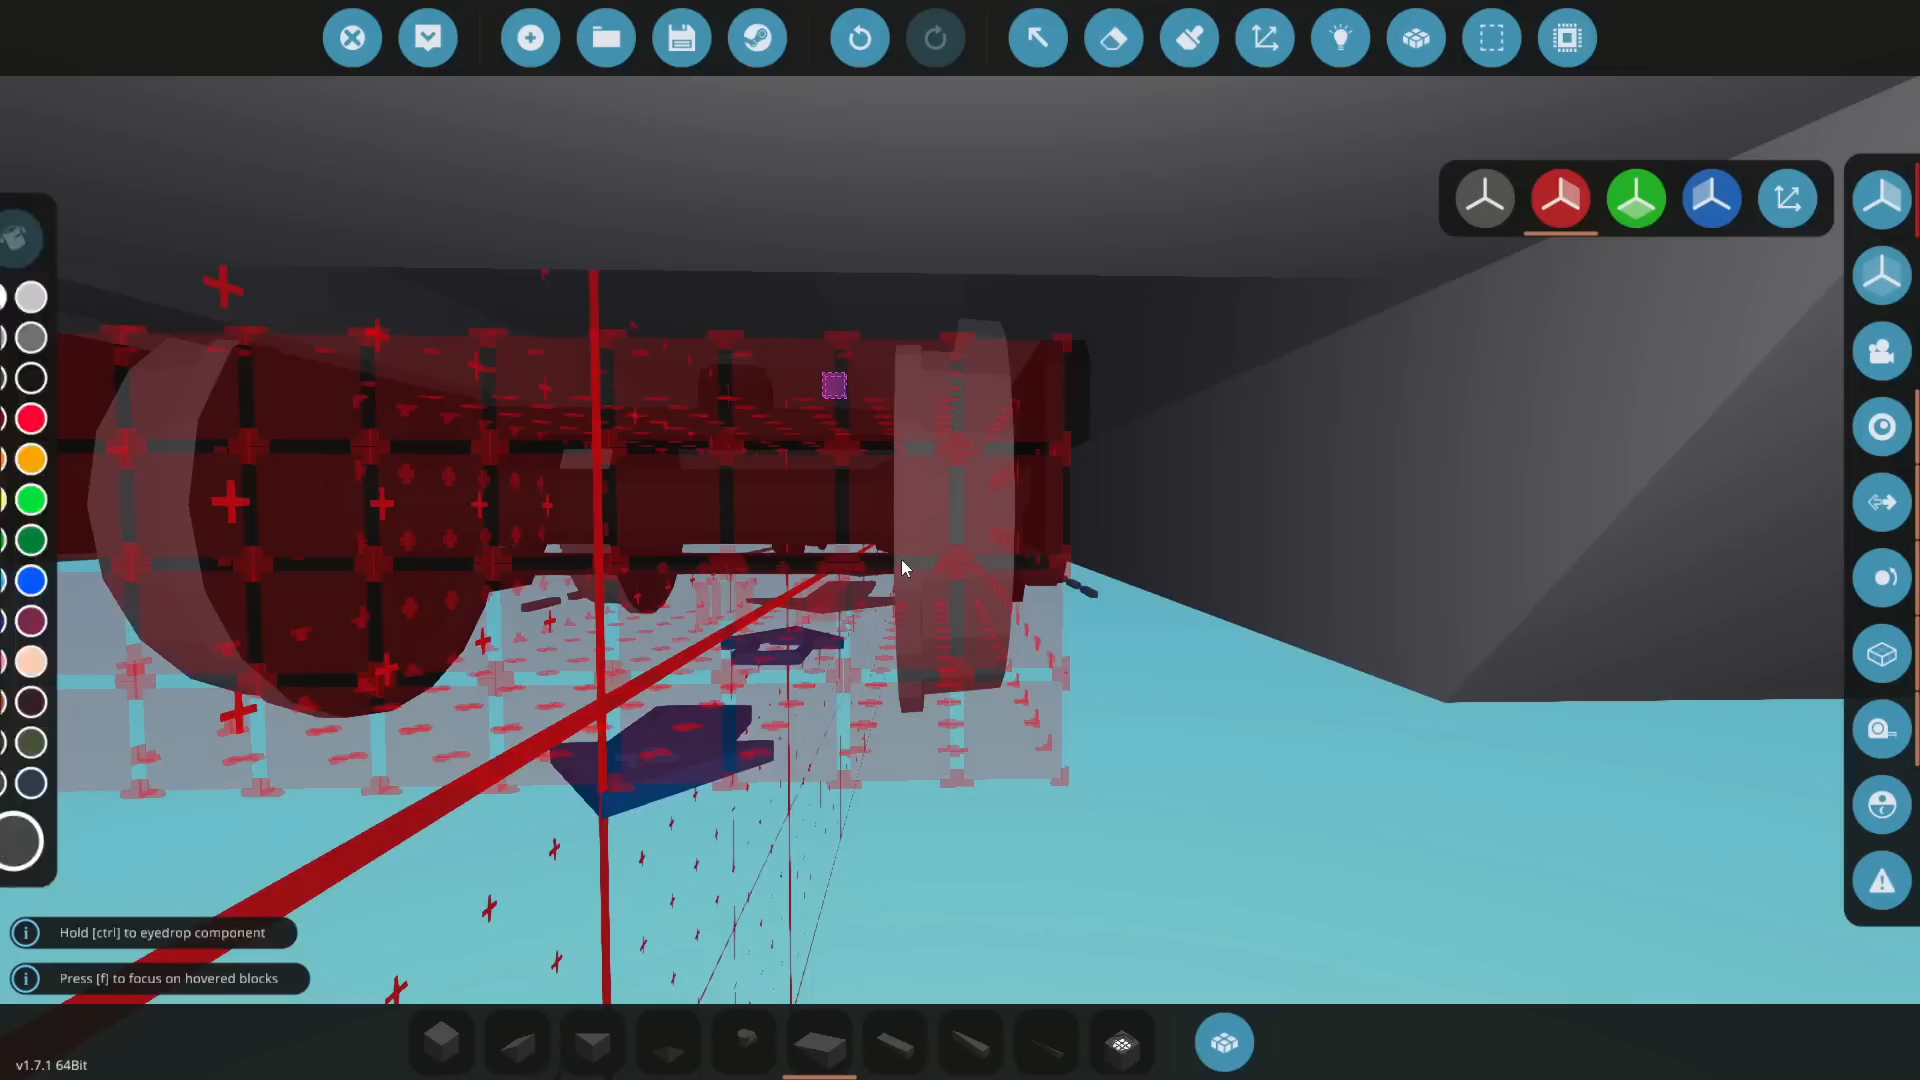 Hold [ctrl] to eyedrop component
Press [f] to focus on hovered blocks
v1.7.1 64Bit